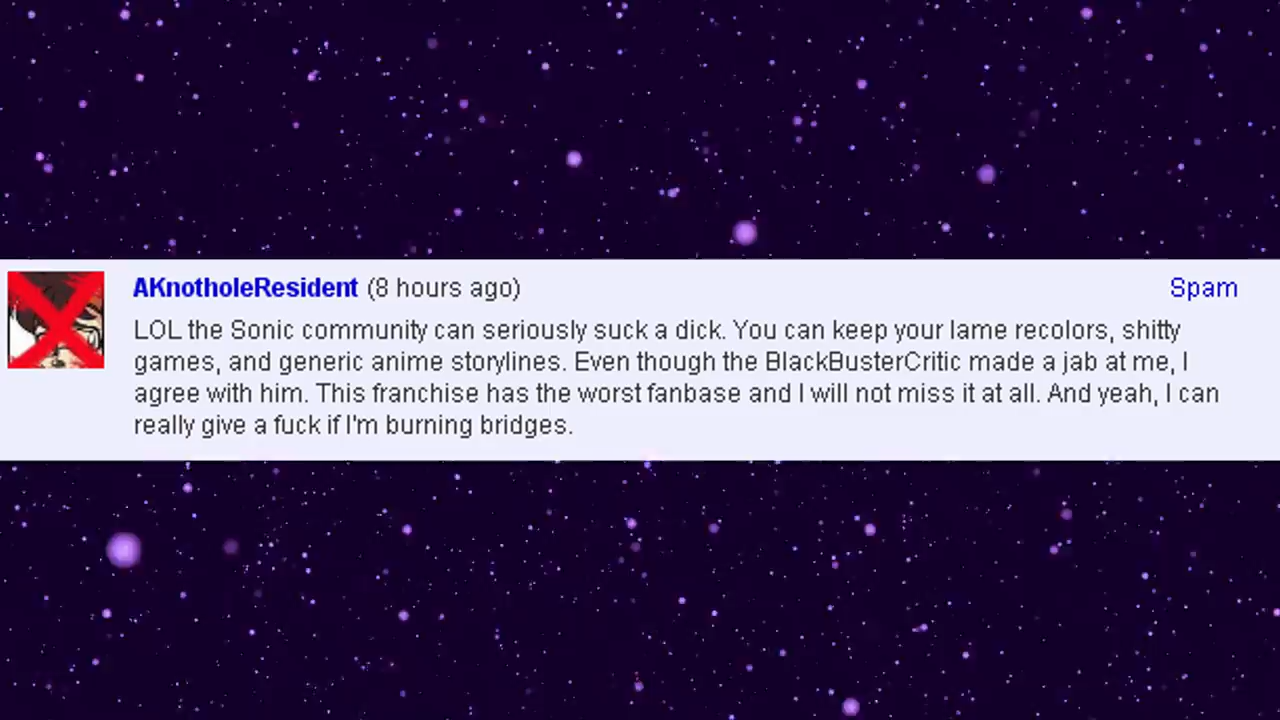 AKnotholeResident (8 hours ago) Spam
LOL the Sonic community can seriously suck a dick. You can keep your lame recolors, shitty
games, and generic anime storylines. Even though the BlackBusterCritic made a jab at me, I
agree with him. This franchise has the worst fanbase and I will not miss it at all. And yeah, I can
really give a fuck if I'm burning bridges.